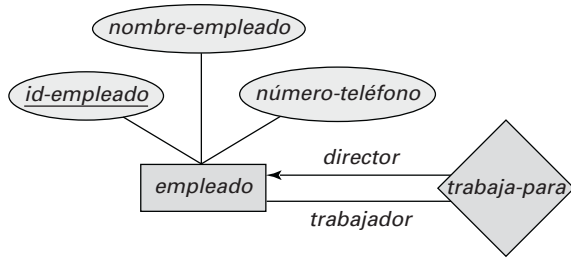 nombre-empleado
id-empleado
número-teléfono
director
empleado
trabaja-para
trabajador